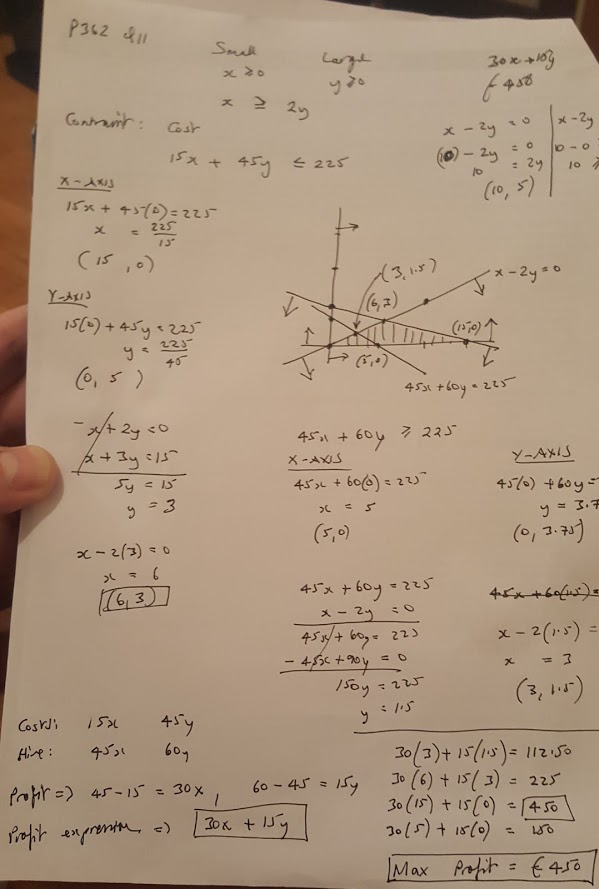 P362 Q11
Small Large
x ≥ 0 y ≥ 0
x ≥ 2y
30x + 15y
€450
Constraint: Cost
15x + 45y ≤ 225
x - 2y = 0
(10) - 2y = 0
10 = 2y
(10, 5)
x - 2y
10 - 0
10 ≥
X-AXIS
15x + 45(0) = 225
x = 225/15
(15, 0)
Y-AXIS
15(0) + 45y = 225
y = 225/45
(0, 5)
(3, 1.5)
(6, 3)
x - 2y = 0
(15, 0)
(5, 0)
45x + 60y = 225
-x + 2y = 0
x + 3y = 15
5y = 15
y = 3
x - 2(3) = 0
x = 6
(6, 3)
45x + 60y ≥ 225
X-AXIS
45x + 60(0) = 225
x = 5
(5, 0)
Y-AXIS
45(0) + 60y =
y = 3.7
(0, 3.75)
45x + 60y = 225
x - 2y = 0
45x + 60y = 225
- 45x + 90y = 0
150y = 225
y = 1.5
45x + 60(1.5) =
x - 2(1.5) =
x = 3
(3, 1.5)
Costs: 15x 45y
Hire: 45x 60y
Profit => 45 - 15 = 30x, 60 - 45 = 15y
Profit expression => 30x + 15y
30(3) + 15(1.5) = 112.50
30(6) + 15(3) = 225
30(15) + 15(0) = 450
30(5) + 15(0) = 150
Max Profit = €450